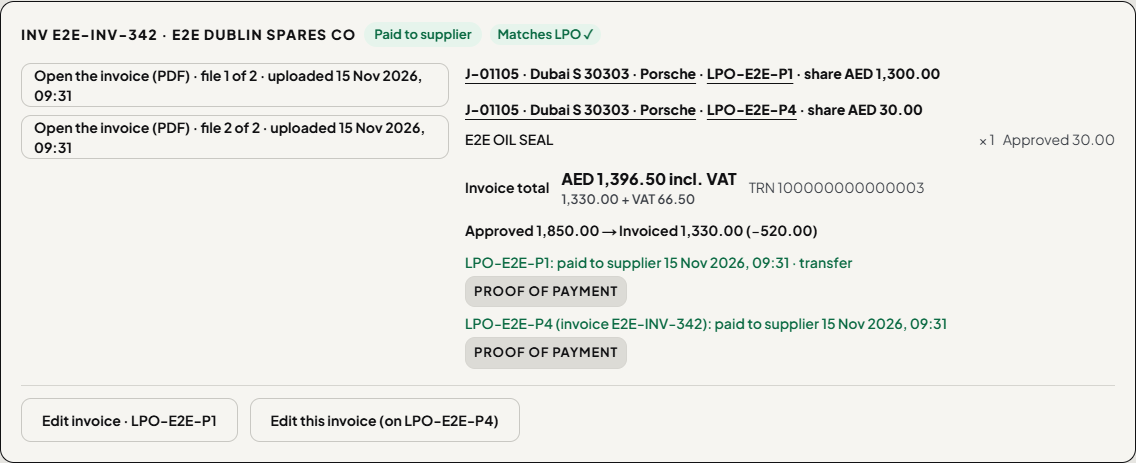 INV E2E-INV-342 · E2E DUBLIN SPARES CO Paid to supplier Matches LPO ✓
Open the invoice (PDF) · file 1 of 2 · uploaded 15 Nov 2026,
09:31
Open the invoice (PDF) · file 2 of 2 · uploaded 15 Nov 2026,
09:31
J-01105 · Dubai S 30303 · Porsche · LPO-E2E-P1 · share AED 1,300.00
J-01105 · Dubai S 30303 · Porsche · LPO-E2E-P4 · share AED 30.00
E2E OIL SEAL × 1 Approved 30.00
Invoice total AED 1,396.50 incl. VAT TRN 100000000000003
1,330.00 + VAT 66.50
Approved 1,850.00 → Invoiced 1,330.00 (−520.00)
LPO-E2E-P1: paid to supplier 15 Nov 2026, 09:31 · transfer
PROOF OF PAYMENT
LPO-E2E-P4 (invoice E2E-INV-342): paid to supplier 15 Nov 2026, 09:31
PROOF OF PAYMENT
Edit invoice · LPO-E2E-P1 Edit this invoice (on LPO-E2E-P4)